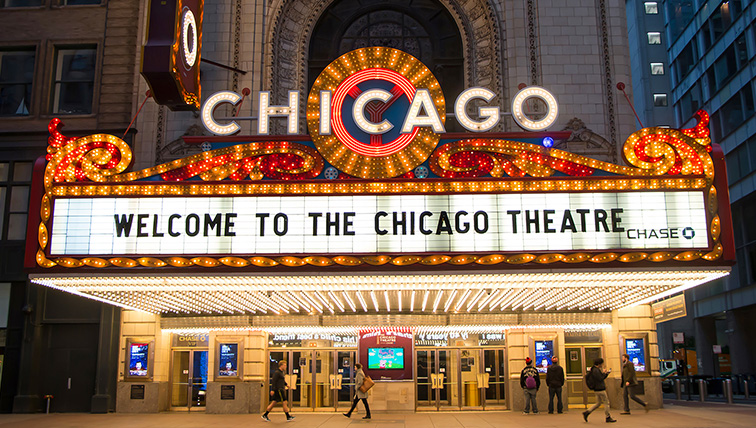 O
CHICAGO
WELCOME TO THE CHICAGO THEATRE
CHASE